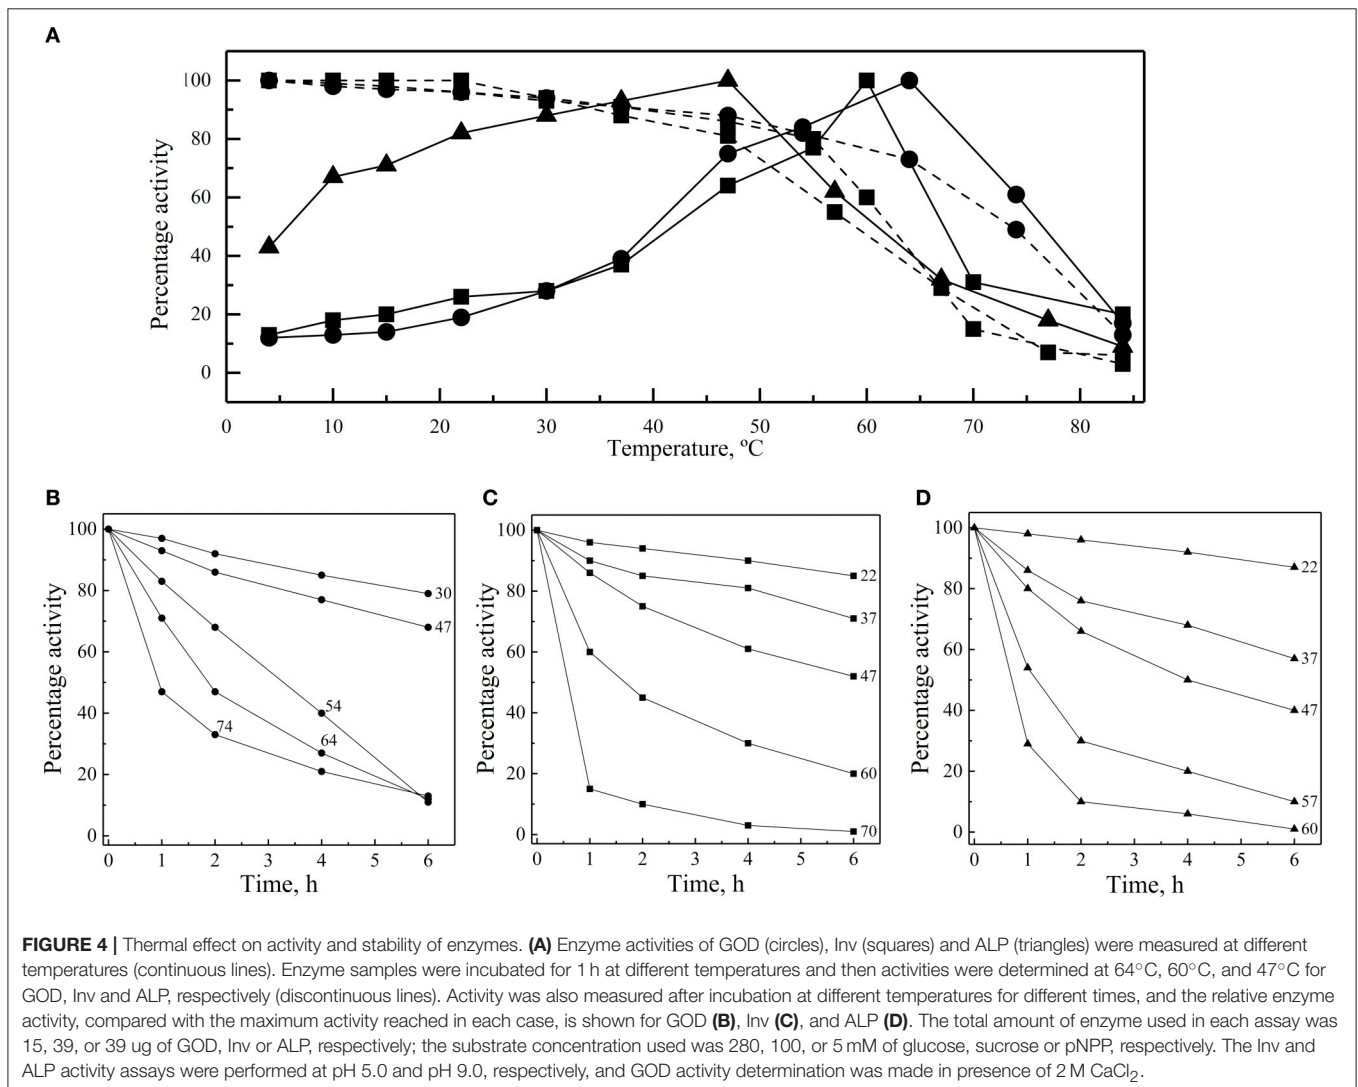 A
100
80
60
40
20
0
Percentage activity
0 10 20 30 40 50 60 70 80
Temperature, ºC
B
100
80
60
40
20
0
Percentage activity
30
47
54
74
64
0 1 2 3 4 5 6
Time, h
C
100
80
60
40
20
0
Percentage activity
22
37
47
60
70
0 1 2 3 4 5 6
Time, h
D
100
80
60
40
20
0
Percentage activity
22
37
47
57
60
0 1 2 3 4 5 6
Time, h
FIGURE 4 | Thermal effect on activity and stability of enzymes. (A) Enzyme activities of GOD (circles), Inv (squares) and ALP (triangles) were measured at different
temperatures (continuous lines). Enzyme samples were incubated for 1 h at different temperatures and then activities were determined at 64°C, 60°C, and 47°C for
GOD, Inv and ALP, respectively (discontinuous lines). Activity was also measured after incubation at different temperatures for different times, and the relative enzyme
activity, compared with the maximum activity reached in each case, is shown for GOD (B), Inv (C), and ALP (D). The total amount of enzyme used in each assay was
15, 39, or 39 ug of GOD, Inv or ALP, respectively; the substrate concentration used was 280, 100, or 5 mM of glucose, sucrose or pNPP, respectively. The Inv and
ALP activity assays were performed at pH 5.0 and pH 9.0, respectively, and GOD activity determination was made in presence of 2 M CaCl₂.